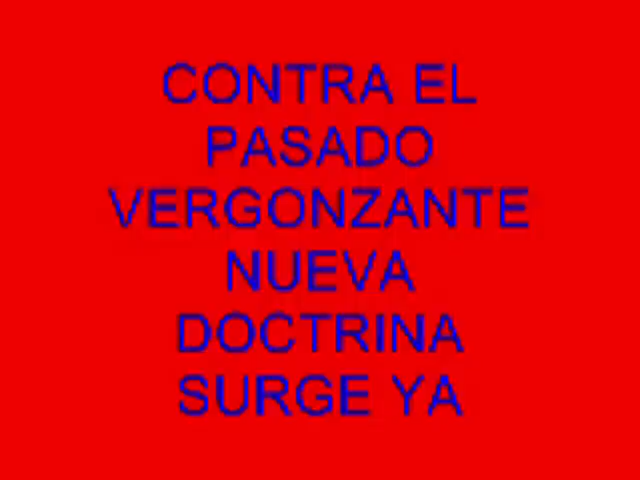 CONTRA EL
PASADO
VERGONZANTE
NUEVA
DOCTRINA
SURGE YA